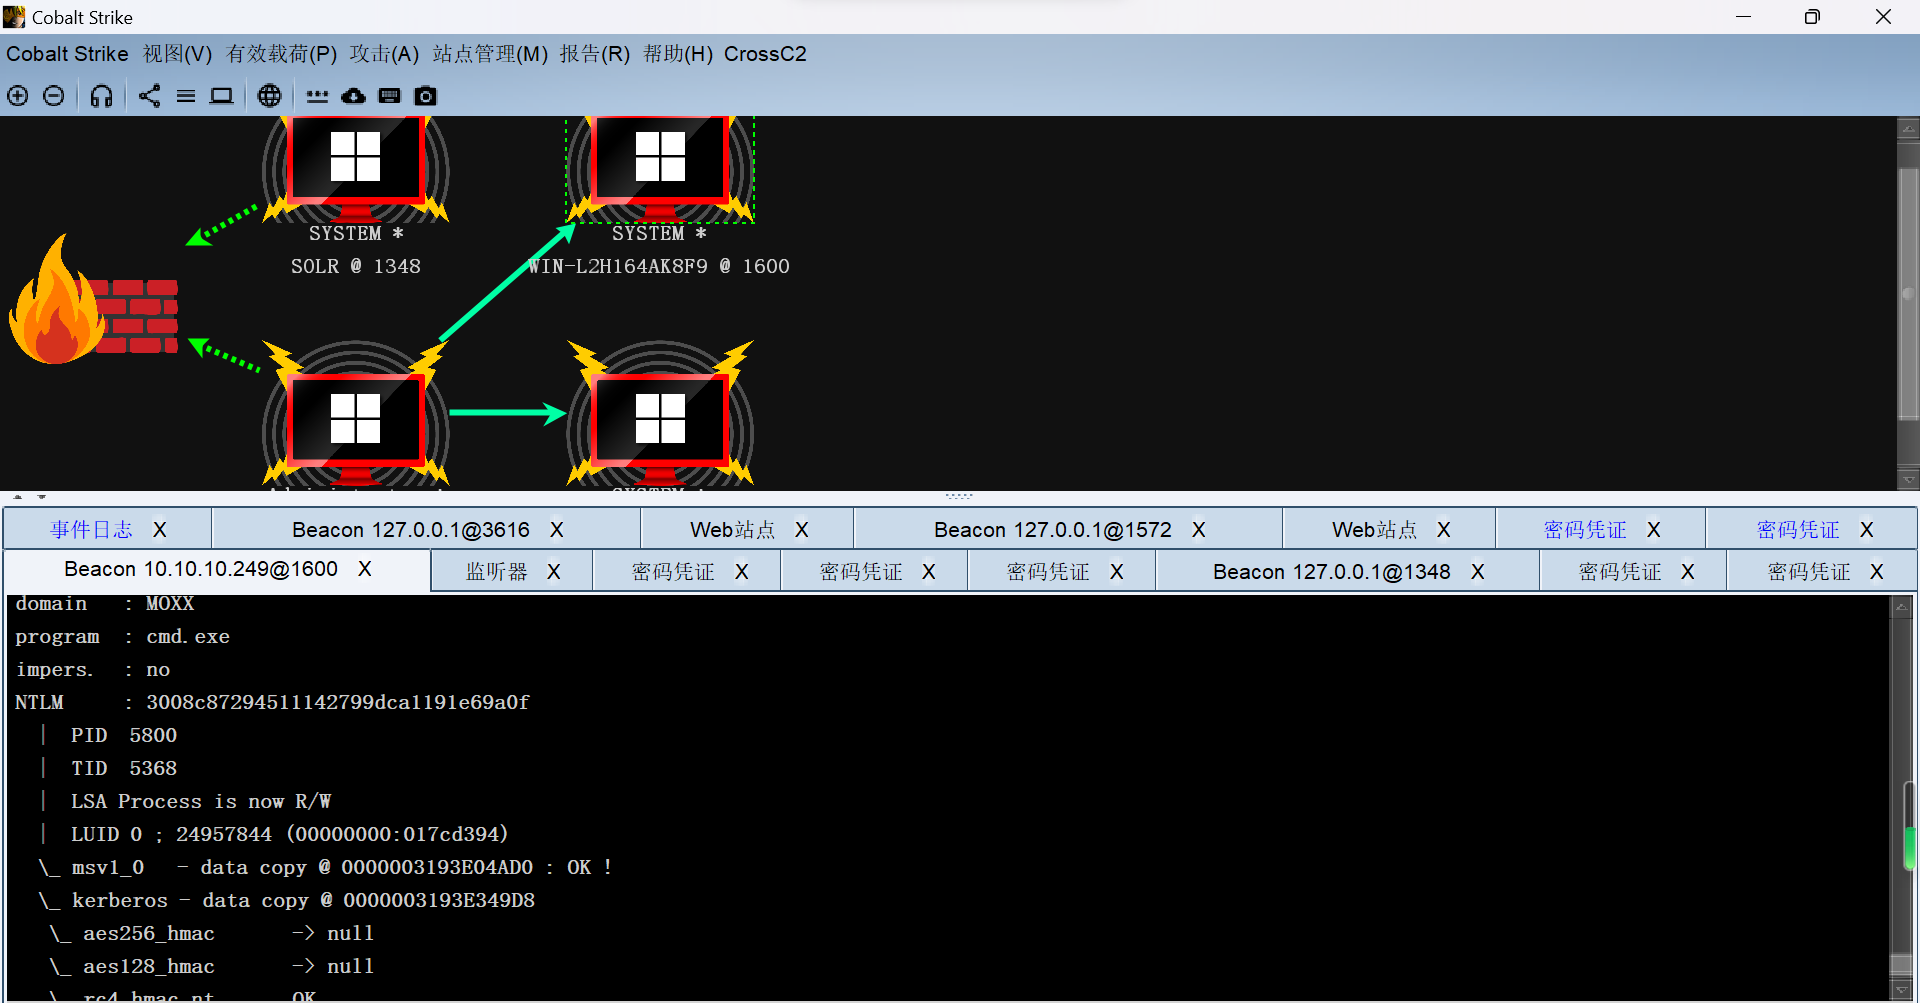 Cobalt Strike
Cobalt Strike 视图(V) 有效载荷(P) 攻击(A) 站点管理(M) 报告(R) 帮助(H) CrossC2
SYSTEM *
SOLR @ 1348
SYSTEM *
WIN-L2H164AK8F9 @ 1600
事件日志 X
Beacon 127.0.0.1@3616 X
Web站点 X
Beacon 127.0.0.1@1572 X
Web站点 X
密码凭证 X
密码凭证 X
Beacon 10.10.10.249@1600 X
监听器 X
密码凭证 X
密码凭证 X
密码凭证 X
Beacon 127.0.0.1@1348 X
密码凭证 X
密码凭证 X
domain : MOXX
program : cmd.exe
impers. : no
NTLM : 3008c87294511142799dca1191e69a0f
| PID 5800
| TID 5368
| LSA Process is now R/W
| LUID 0 ; 24957844 (00000000:017cd394)
\_ msv1_0 - data copy @ 0000003193E04AD0 : OK !
\_ kerberos - data copy @ 0000003193E349D8
\_ aes256_hmac -> null
\_ aes128_hmac -> null
\_ rc4_hmac_nt OK